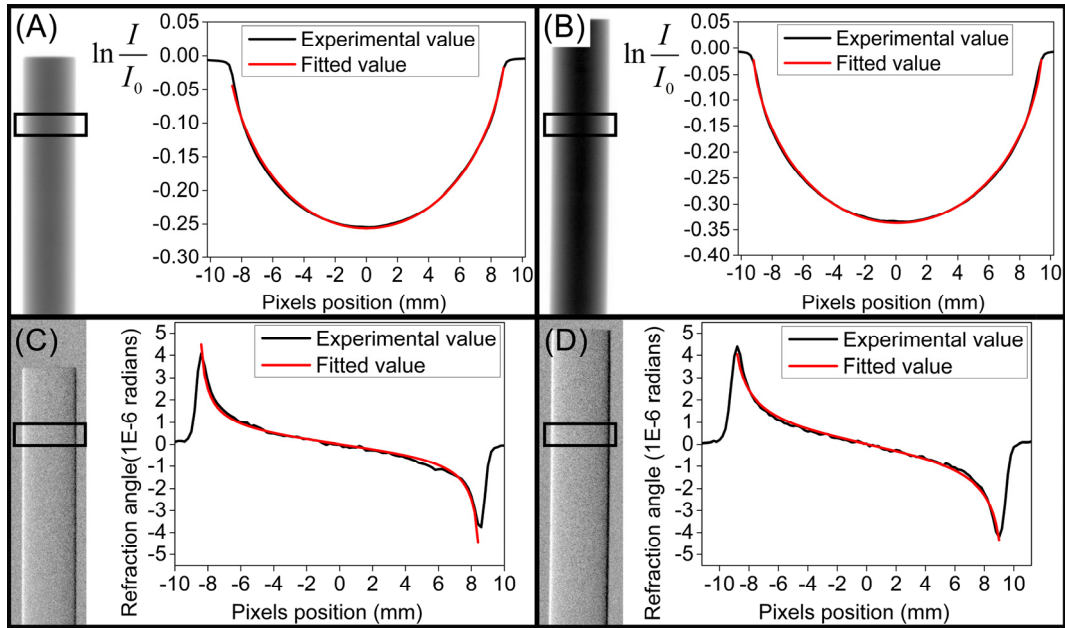 (A)
ln I/I0
Experimental value
Fitted value
0.00
-0.05
-0.10
-0.15
-0.20
-0.25
-0.30
-10 -8 -6 -4 -2 0 2 4 6 8 10
Pixels position (mm)
(B)
ln I/I0
Experimental value
Fitted value
0.00
-0.05
0.10
-0.15
-0.20
-0.25
-0.30
-0.35
-0.40
-10 -8 -6 -4 -2 0 2 4 6 8 10
Pixels position (mm)
(C)
Refraction angle(1E-6 radians)
Experimental value
Fitted value
5
4
3
2
1
0
-1
-2
-3
-4
-5
-10 -8 -6 -4 -2 0 2 4 6 8 10
Pixels position (mm)
(D)
Refraction angle (1E-6 radians)
Experimental value
Fitted value
5
4
3
2
1
0
-1
-2
-3
-4
-5
-10 -8 -6 -4 -2 0 2 4 6 8 10
Pixels position (mm)